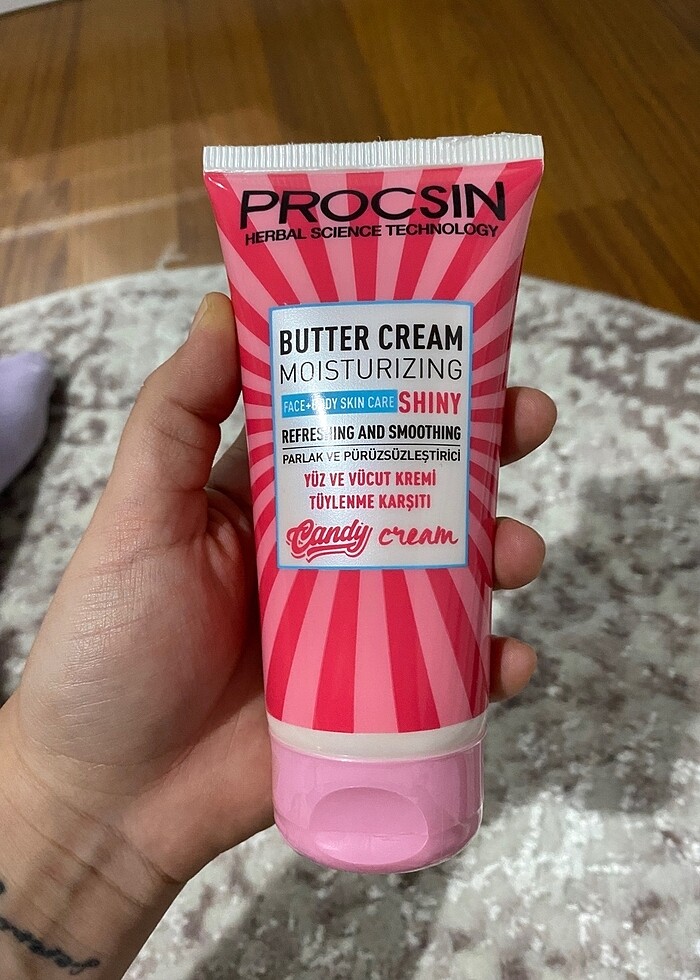 PROCSIN
HERBAL SCIENCE TECHNOLOGY
BUTTER CREAM
MOISTURIZING
FACE+BODY SKIN CARE SHINY
REFRESHING AND SMOOTHING
PARLAK VE PÜRÜZSÜZLEŞTİRİCİ
YÜZ VE VÜCUT KREMİ
TÜYLENME KARŞITI
Candy cream